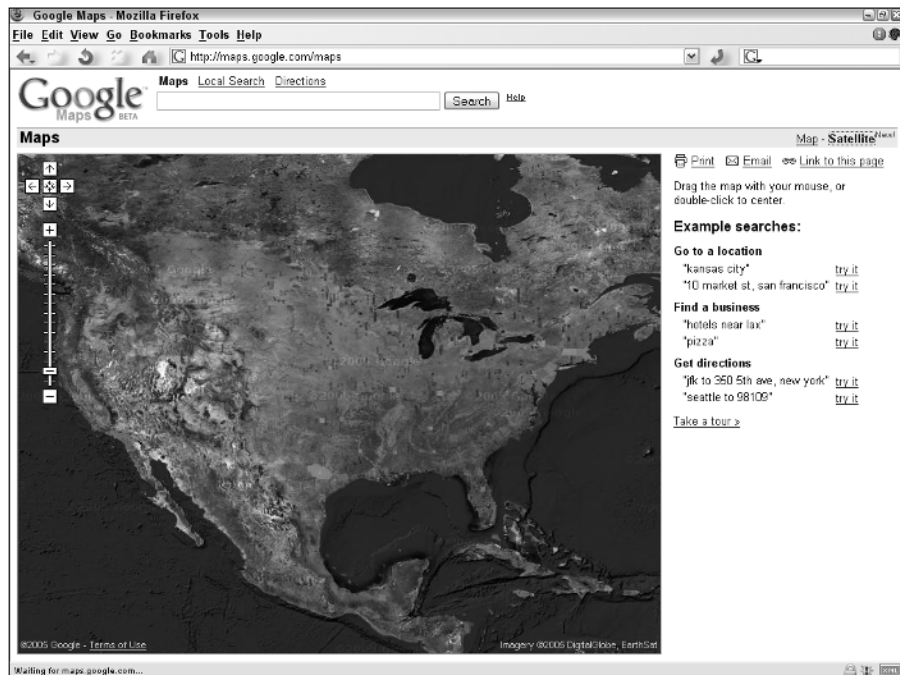 Google Maps - Mozilla Firefox
File Edit View Go Bookmarks Tools Help
http://maps.google.com/maps
Google Maps BETA
Maps Local Search Directions
Search Help
Maps
Map - Satellite New!
Print Email Link to this page
Drag the map with your mouse, or
double-click to center.
Example searches:
Go to a location
"kansas city" try it
"10 market st, san francisco" try it
Find a business
"hotels near lax" try it
"pizza" try it
Get directions
"jfk to 350 5th ave, new york" try it
"seattle to 98109" try it
Take a tour »
©2005 Google - Terms of Use
Imagery ©2005 DigitalGlobe, EarthSat
Waiting for maps.google.com...